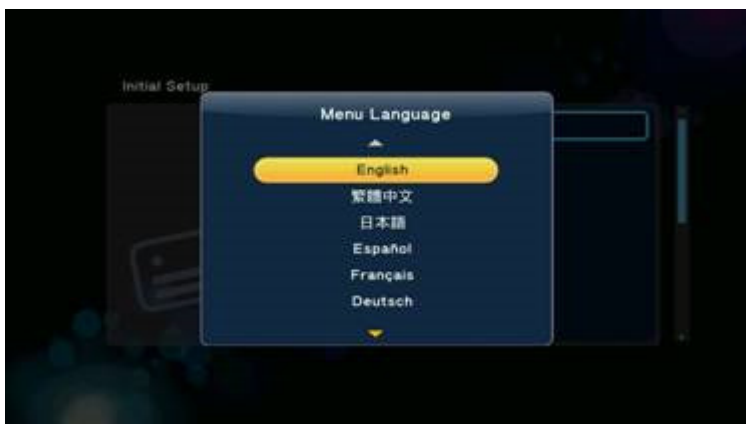 Initial Setup
Menu Language
English
繁體中文
日本語
Español
Français
Deutsch